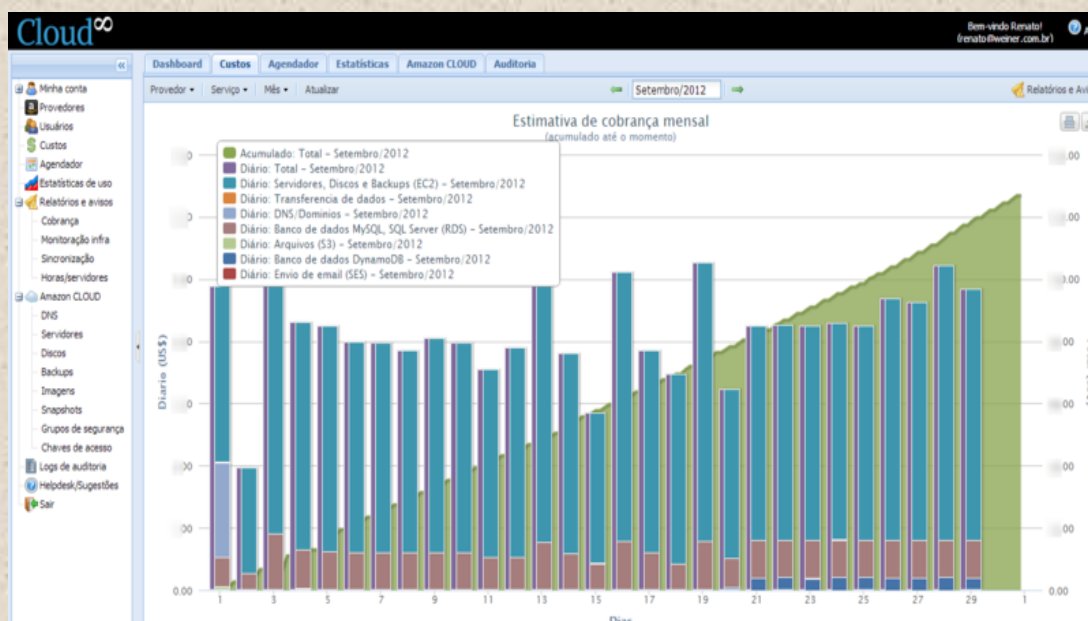 Cloud∞
Bem-vindo Renato!
(renato@weiner.com.br)
Dashboard Custos Agendador Estatísticas Amazon CLOUD Auditoria
Provedor Serviço Mês Atualizar Setembro/2012 Relatórios e Avi
Minha conta
Provedores
Usuários
Custos
Agendador
Estatísticas de uso
Relatórios e avisos
Cobrança
Monitoração infra
Sincronização
Horas/servidores
Amazon CLOUD
DNS
Servidores
Discos
Backups
Imagens
Snapshots
Grupos de segurança
Chaves de acesso
Logs de auditoria
Helpdesk/Sugestões
Sair
Estimativa de cobrança mensal
(acumulado até o momento)
Acumulado: Total - Setembro/2012
Diário: Total - Setembro/2012
Diário: Servidores, Discos e Backups (EC2) - Setembro/2012
Diário: Transferencia de dados - Setembro/2012
Diário: DNS/Dominios - Setembro/2012
Diário: Banco de dados MySQL, SQL Server (RDS) - Setembro/2012
Diário: Arquivos (S3) - Setembro/2012
Diário: Banco de dados DynamoDB - Setembro/2012
Diário: Envio de email (SES) - Setembro/2012
Diario (US$)
0.00 0.00
1 3 5 7 9 11 13 15 17 19 21 23 25 27 29 1